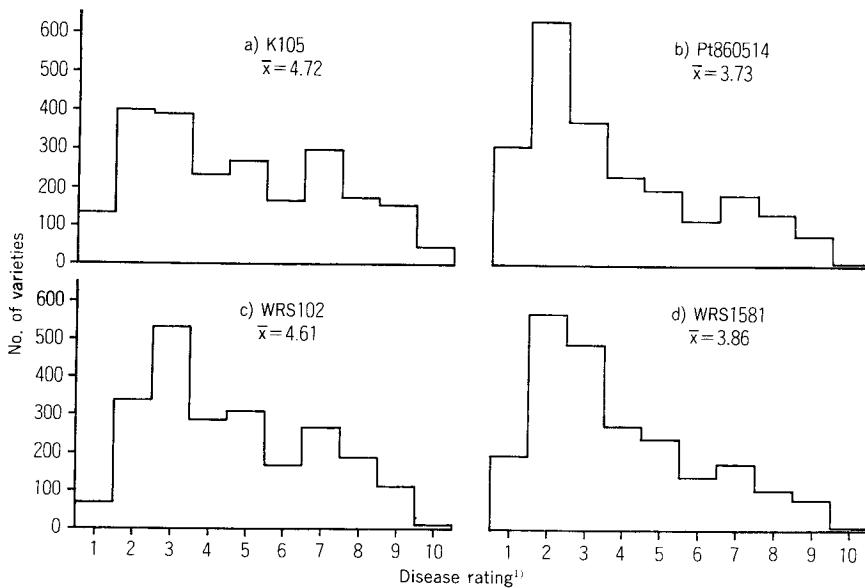 600
500
400
300
200
100
0
a) K105
x̄=4.72
b) Pt860514
x̄=3.73
No. of varieties
600
500
400
300
200
100
0
c) WRS102
x̄=4.61
d) WRS1581
x̄=3.86
1 2 3 4 5 6 7 8 9 10
1 2 3 4 5 6 7 8 9 10
Disease rating¹⁾